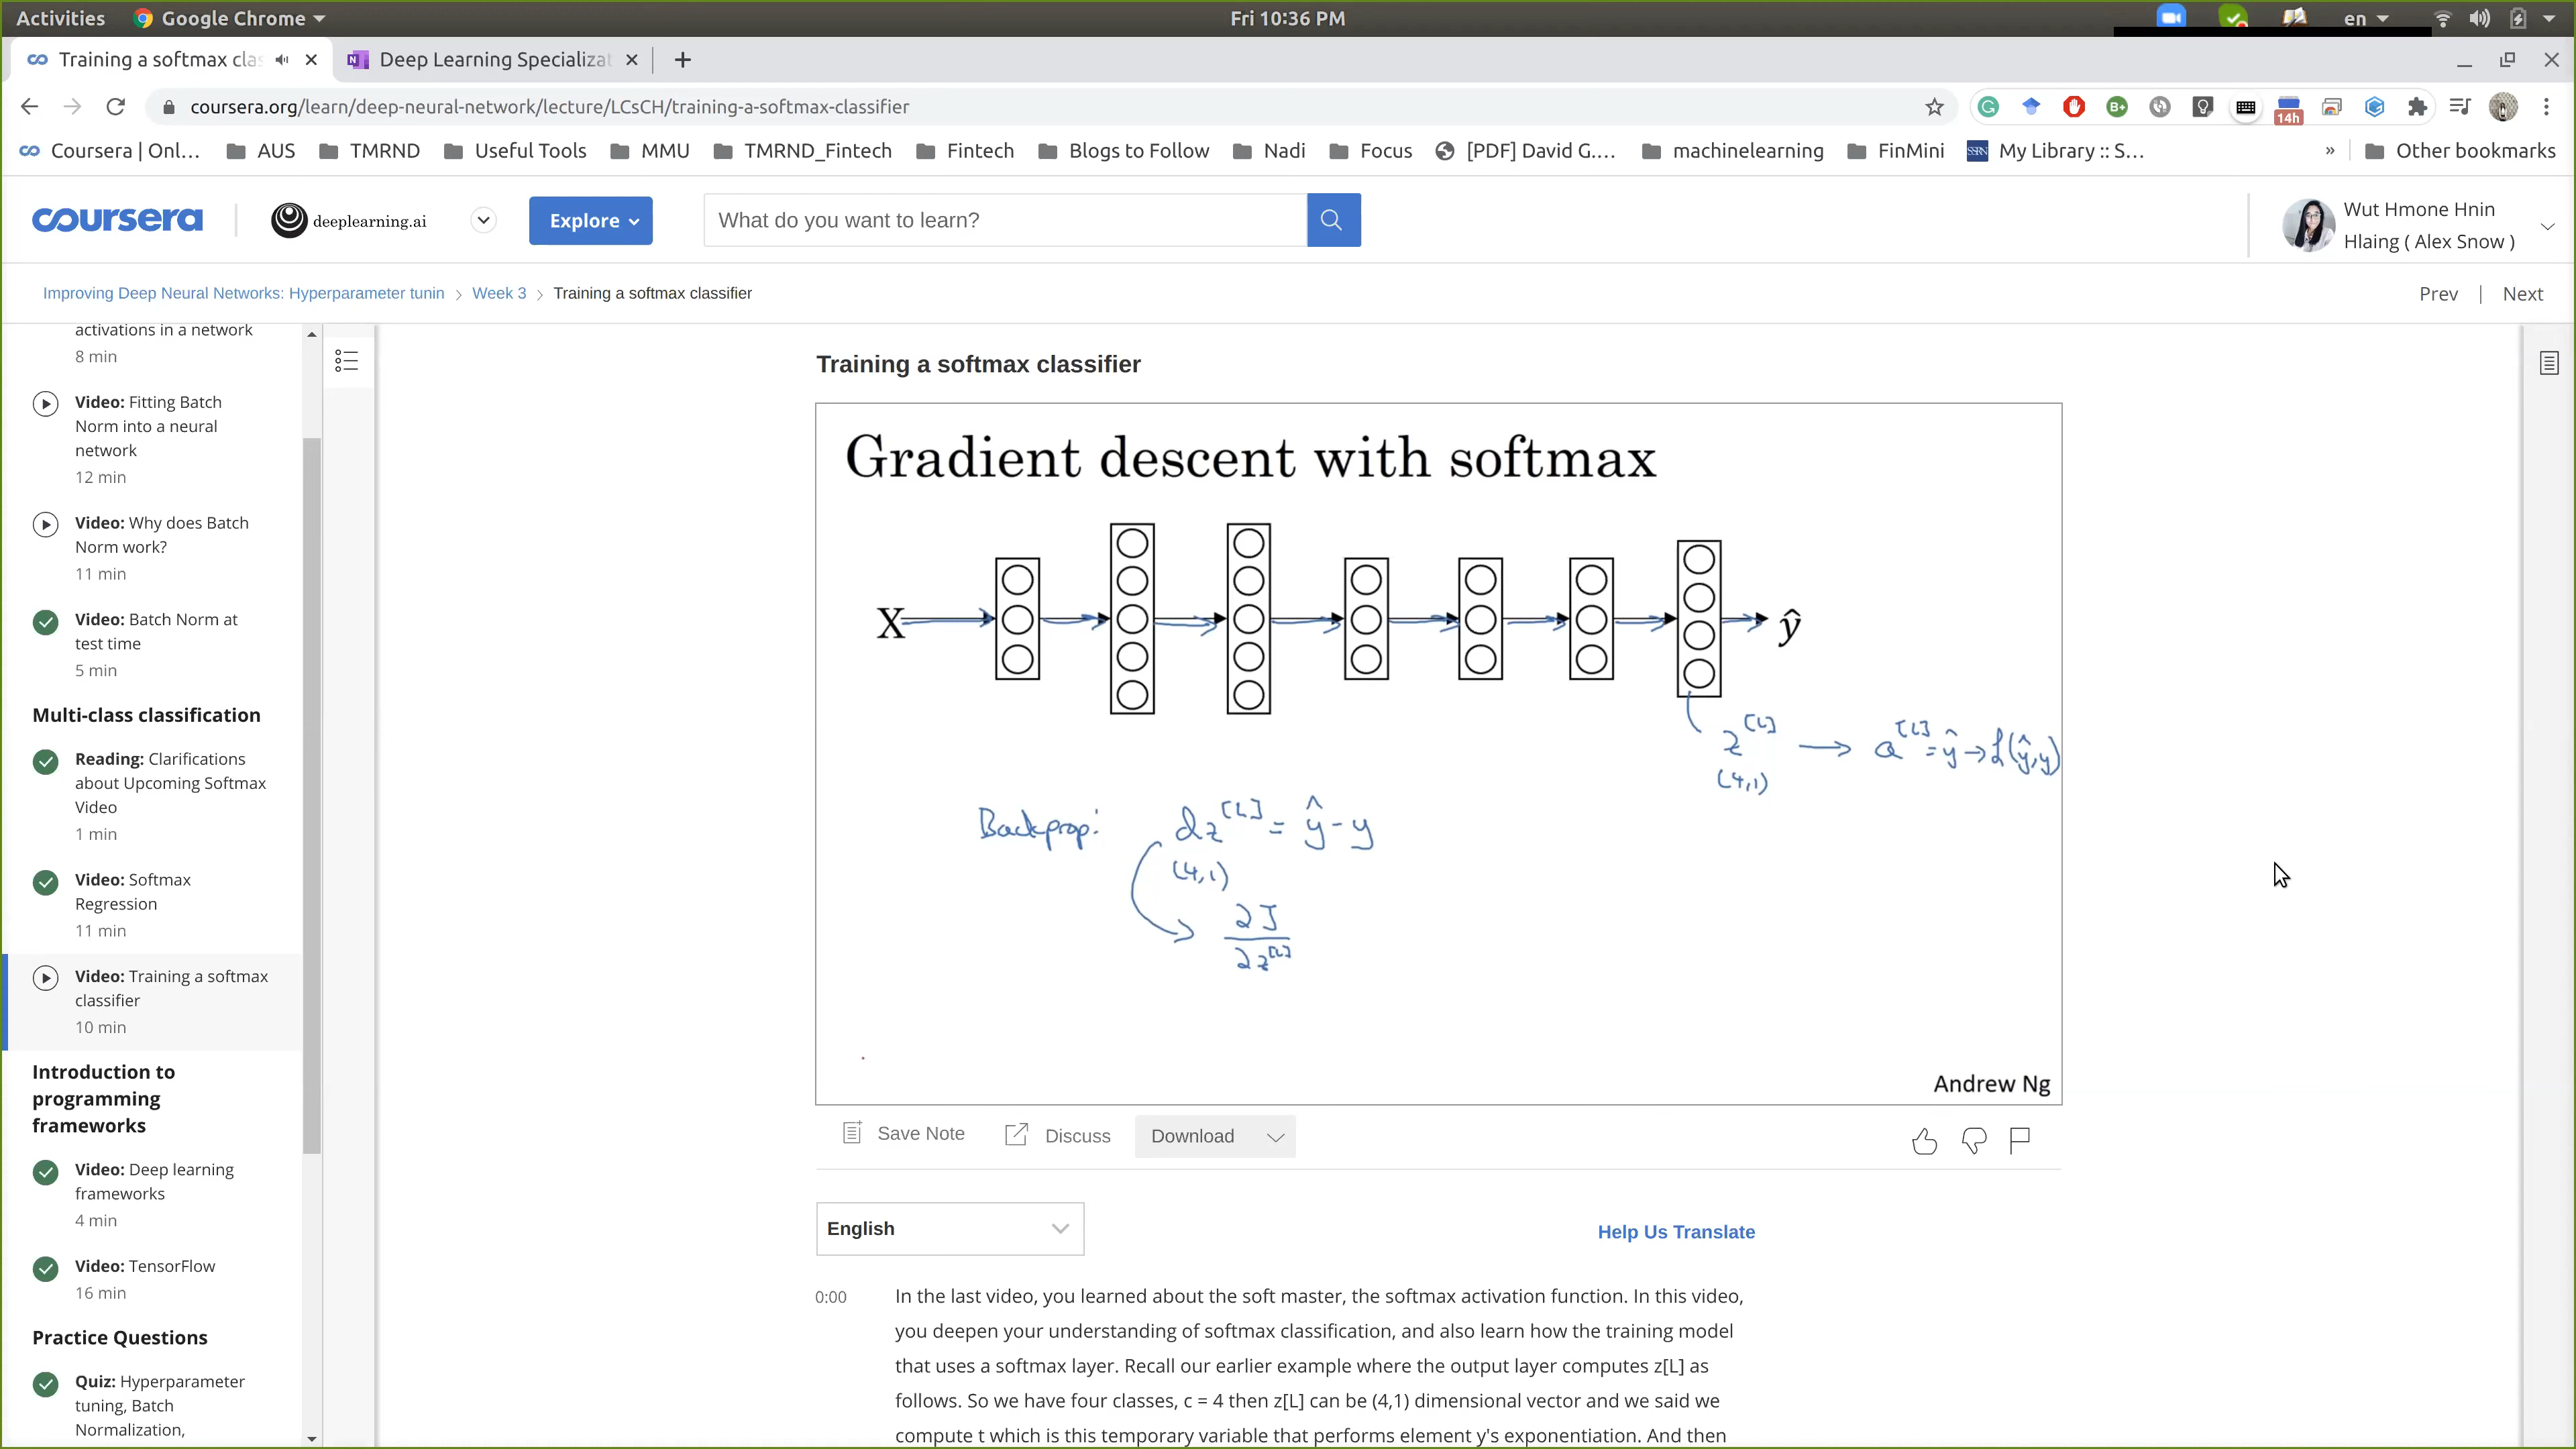 Activities Google Chrome Fri 10:36 PM en
Training a softmax clas Deep Learning Specializat
coursera.org/learn/deep-neural-network/lecture/LCsCH/training-a-softmax-classifier 14h
Coursera | Onl... AUS TMRND Useful Tools MMU TMRND_Fintech Fintech Blogs to Follow Nadi Focus [PDF] David G.... machinelearning FinMini SSRN My Library :: S... » Other bookmarks
coursera deeplearning.ai Explore What do you want to learn?
Wut Hmone Hnin
Hlaing ( Alex Snow )
Improving Deep Neural Networks: Hyperparameter tunin > Week 3 > Training a softmax classifier Prev | Next
activations in a network
8 min
Video: Fitting Batch
Norm into a neural
network
12 min
Video: Why does Batch
Norm work?
11 min
Video: Batch Norm at
test time
5 min
Multi-class classification
Reading: Clarifications
about Upcoming Softmax
Video
1 min
Video: Softmax
Regression
11 min
Video: Training a softmax
classifier
10 min
Introduction to
programming
frameworks
Video: Deep learning
frameworks
4 min
Video: TensorFlow
16 min
Practice Questions
Quiz: Hyperparameter
tuning, Batch
Normalization,
Training a softmax classifier
Gradient descent with softmax
X ŷ
z[L] → a[L] = ŷ → L(ŷ,y)
(4,1)
Backprop: dz[L] = ŷ - y
(4,1)
∂J
∂z[L]
Andrew Ng
Save Note Discuss Download
English Help Us Translate
0:00 In the last video, you learned about the soft master, the softmax activation function. In this video,
you deepen your understanding of softmax classification, and also learn how the training model
that uses a softmax layer. Recall our earlier example where the output layer computes z[L] as
follows. So we have four classes, c = 4 then z[L] can be (4,1) dimensional vector and we said we
compute t which is this temporary variable that performs element y's exponentiation. And then